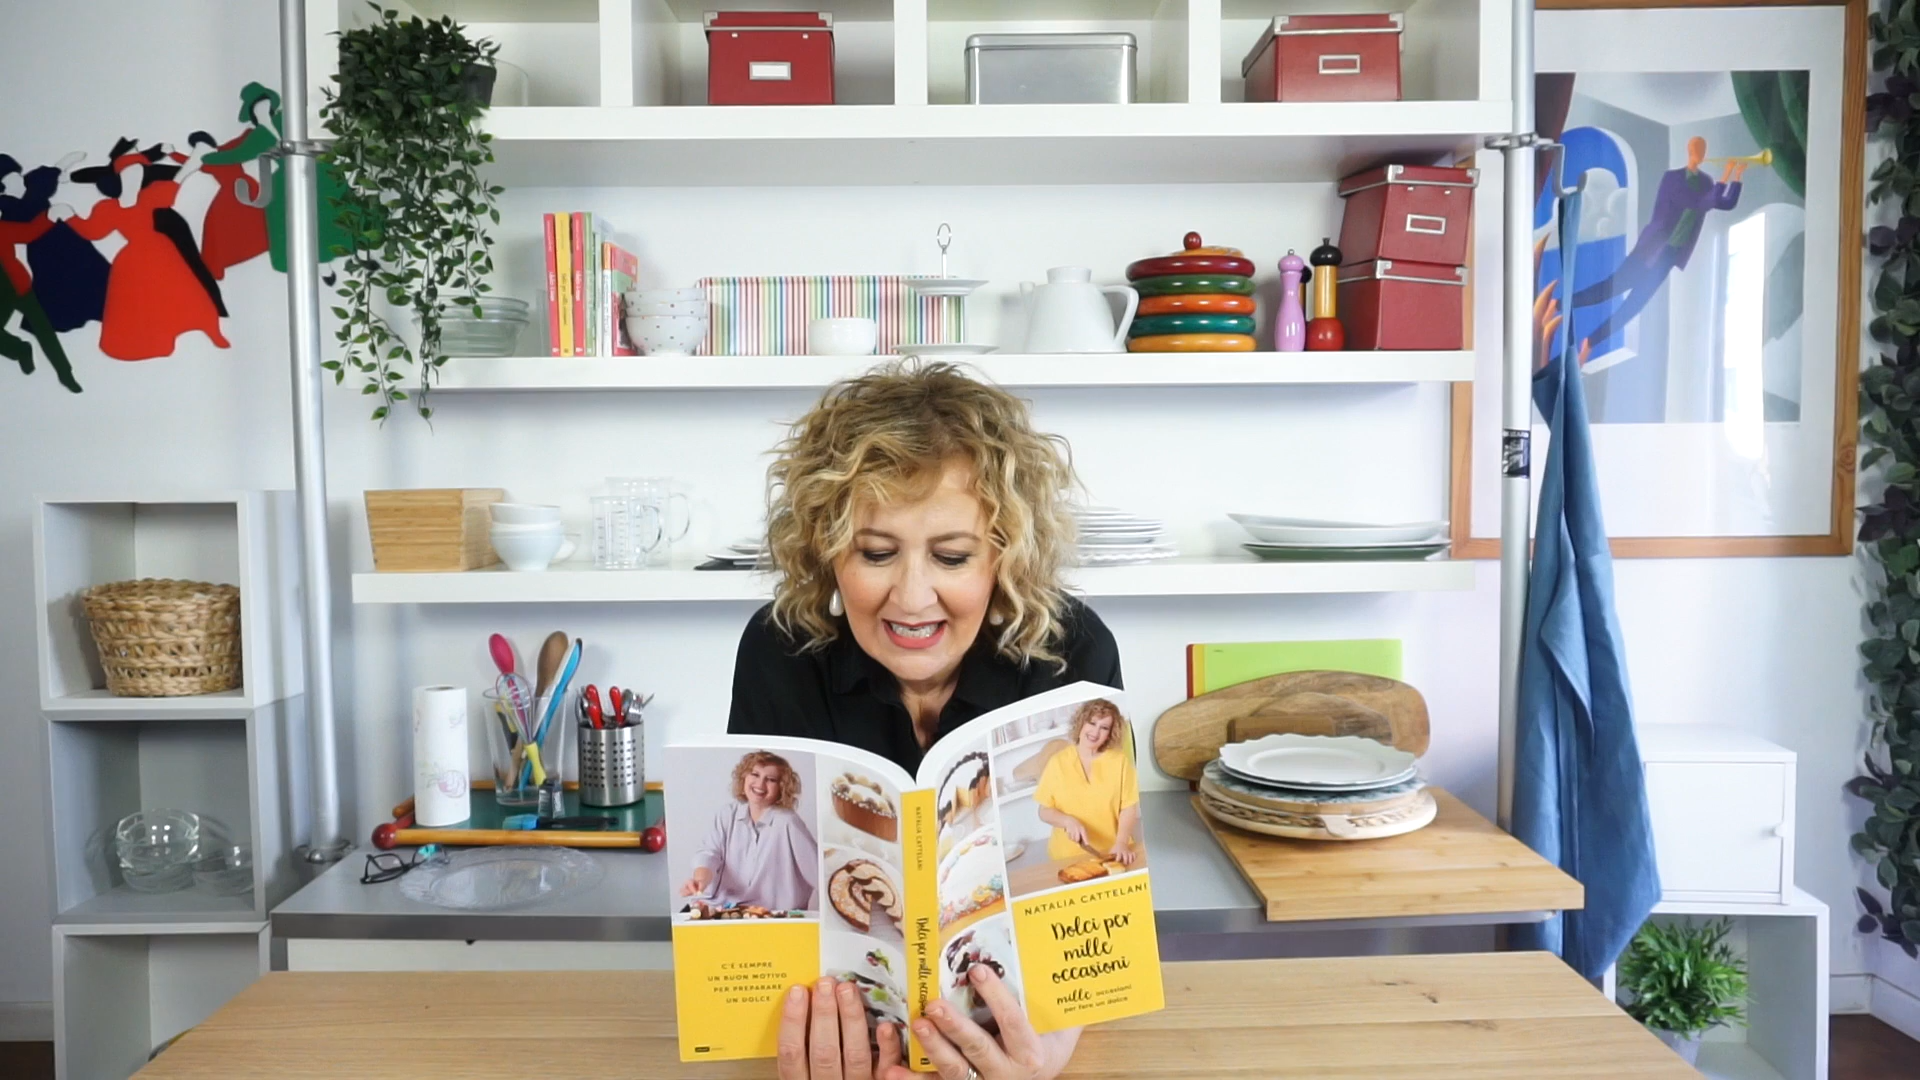 C'È SEMPRE
UN BUON MOTIVO
PER PREPARARE
UN DOLCE
NATALIA CATTELANI
Dolci per mille occasioni
NATALIA CATTELANI
Dolci per
mille
occasioni
mille occasioni
per fare un dolce